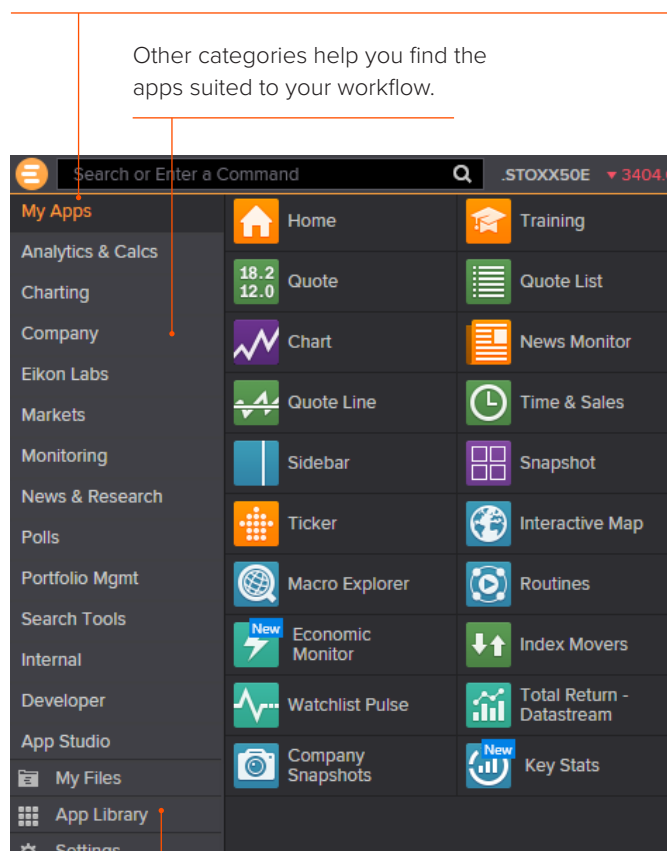 Other categories help you find the
apps suited to your workflow.
Search or Enter a Command
.STOXX50E ▼3404.
My Apps
Analytics & Calcs
Charting
Company
Eikon Labs
Markets
Monitoring
News & Research
Polls
Portfolio Mgmt
Search Tools
Internal
Developer
App Studio
My Files
App Library
Settings
Home
Training
18.2
12.0
Quote
Quote List
Chart
News Monitor
Quote Line
Time & Sales
Sidebar
Snapshot
Ticker
Interactive Map
Macro Explorer
Routines
New
Economic
Monitor
Index Movers
Watchlist Pulse
Total Return -
Datastream
Company
Snapshots
New
Key Stats